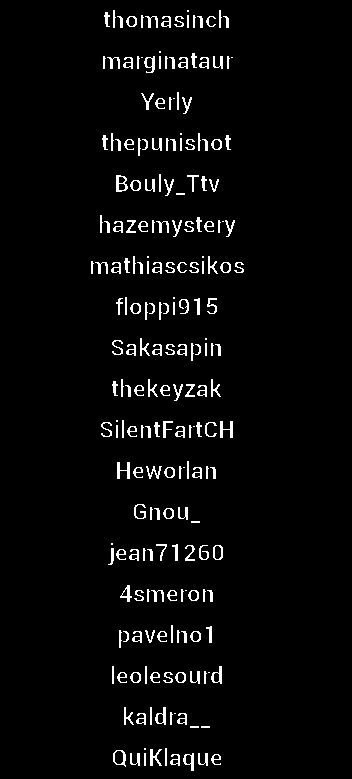 thomasinch
marginataur
Yerly
thepunishot
Bouly_Ttv
hazemystery
mathiascsikos
floppi915
Sakasapin
thekeyzak
SilentFartCH
Heworlan
Gnou_
jean71260
4smeron
pavelno1
leolesourd
kaldra__
QuiKlaque